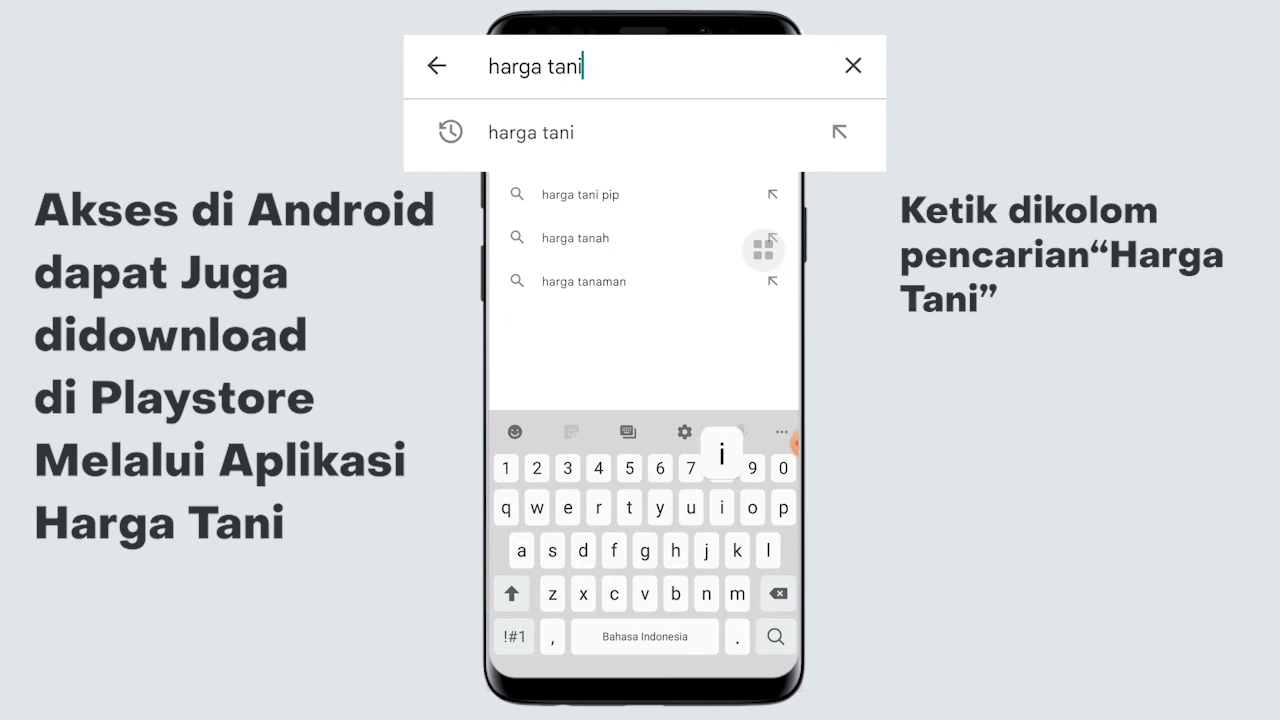 harga tani
harga tani
harga tani pip
harga tanah
harga tanaman
Akses di Android
dapat Juga
didownload
di Playstore
Melalui Aplikasi
Harga Tani
Ketik dikolom
pencarian“Harga
Tani”
i
1 2 3 4 5 6 7 9 0
q w e r t y u i o p
a s d f g h j k l
z x c v b n m
!#1 , Bahasa Indonesia .